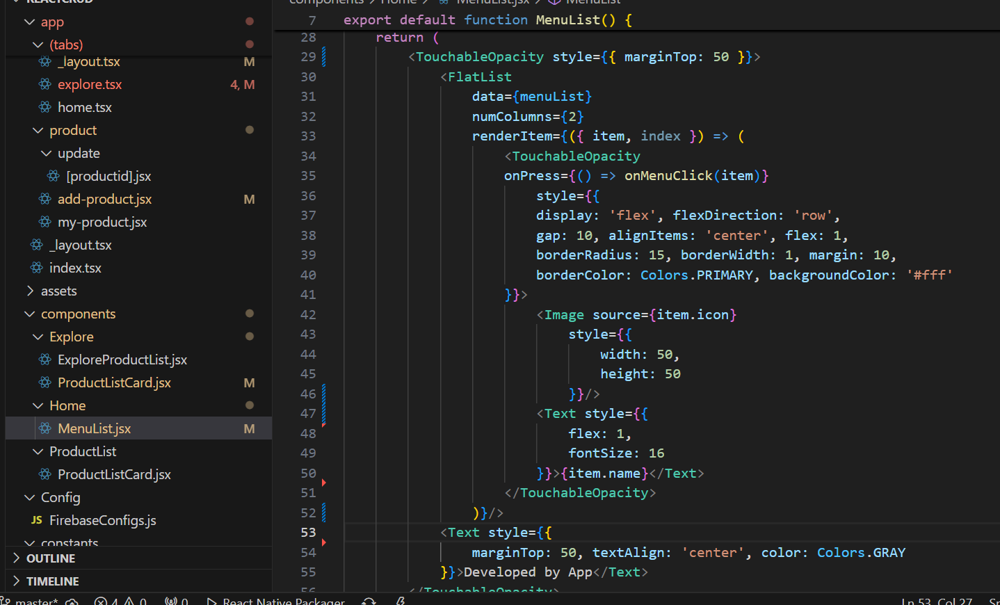 REACTCRUD
app
(tabs)
_layout.tsx M
explore.tsx 4, M
home.tsx
product
update
[productid].jsx
add-product.jsx M
my-product.jsx
_layout.tsx
index.tsx
assets
components
Explore
ExploreProductList.jsx
ProductListCard.jsx M
Home
MenuList.jsx M
ProductList
ProductListCard.jsx
Config
JS FirebaseConfigs.js
constants
OUTLINE
TIMELINE
components > Home > MenuList.jsx > MenuList
7 export default function MenuList() {
28 return (
29 <TouchableOpacity style={{ marginTop: 50 }}>
30 <FlatList
31 data={menuList}
32 numColumns={2}
33 renderItem={({ item, index }) => (
34 <TouchableOpacity
35 onPress={() => onMenuClick(item)}
36 style={{
37 display: 'flex', flexDirection: 'row',
38 gap: 10, alignItems: 'center', flex: 1,
39 borderRadius: 15, borderWidth: 1, margin: 10,
40 borderColor: Colors.PRIMARY, backgroundColor: '#fff'
41 }}>
42 <Image source={item.icon}
43 style={{
44 width: 50,
45 height: 50
46 }}/>
47 <Text style={{
48 flex: 1,
49 fontSize: 16
50 }}>{item.name}</Text>
51 </TouchableOpacity>
52 )}/>
53 <Text style={{
54 marginTop: 50, textAlign: 'center', color: Colors.GRAY
55 }}>Developed by App</Text>
56 </TouchableOpacity>
master* 4 0 0 React Native Packager Ln 53, Col 27